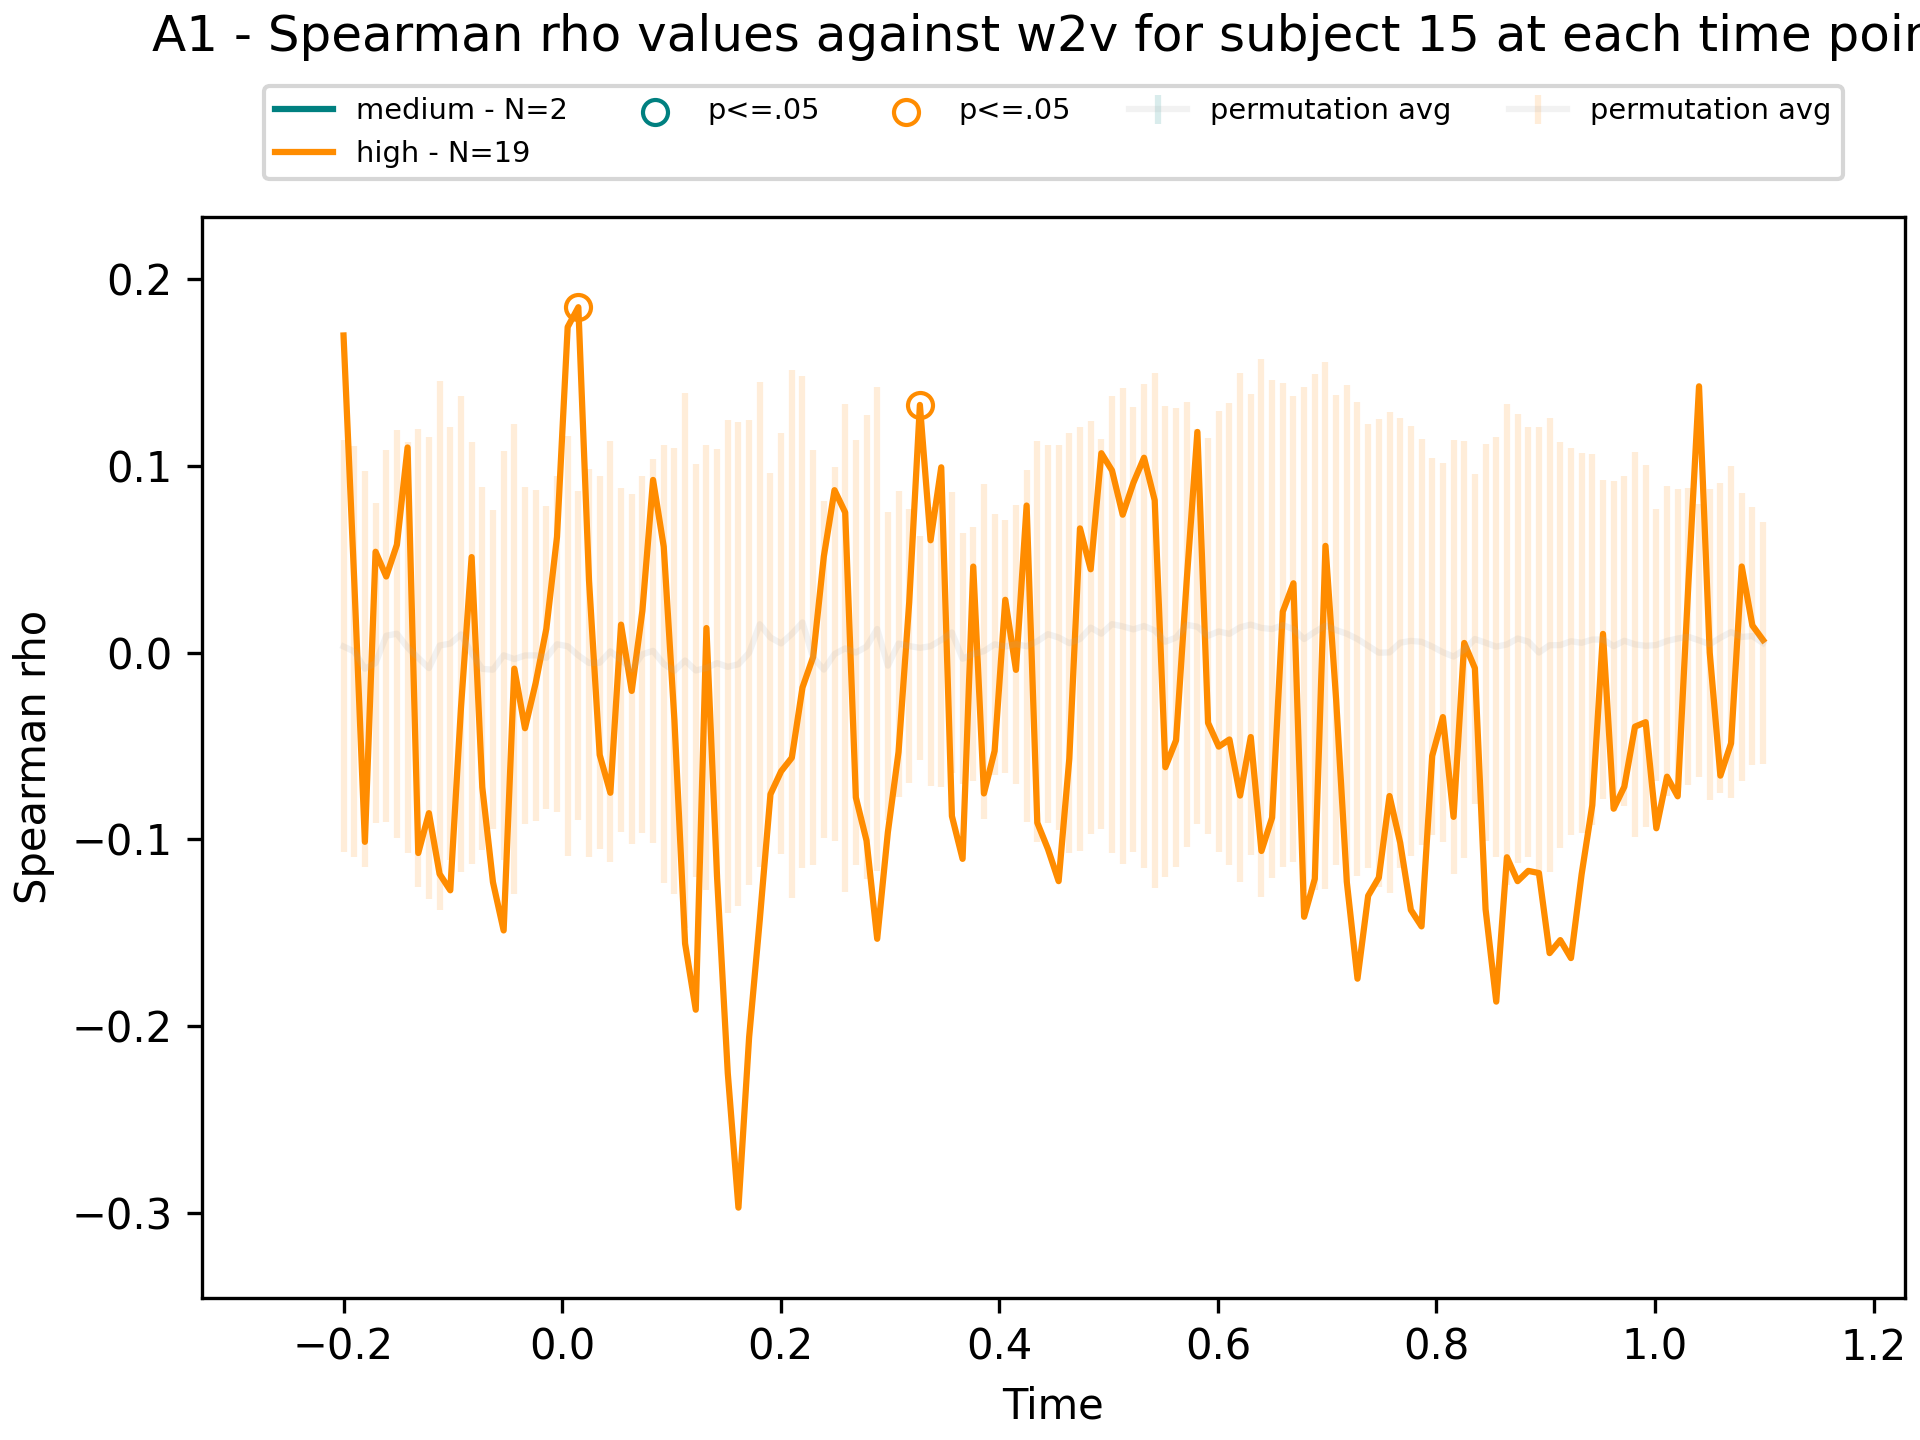 A1 - Spearman rho values against w2v for subject 15 at each time
medium - N=2 p<=.05 p<=.05 permutation avg permutation avg
high - N=19
Spearman rho
0.2
0.1
0.0
−0.1
−0.2
−0.3
−0.2 0.0 0.2 0.4 0.6 0.8 1.0 1.2
Time